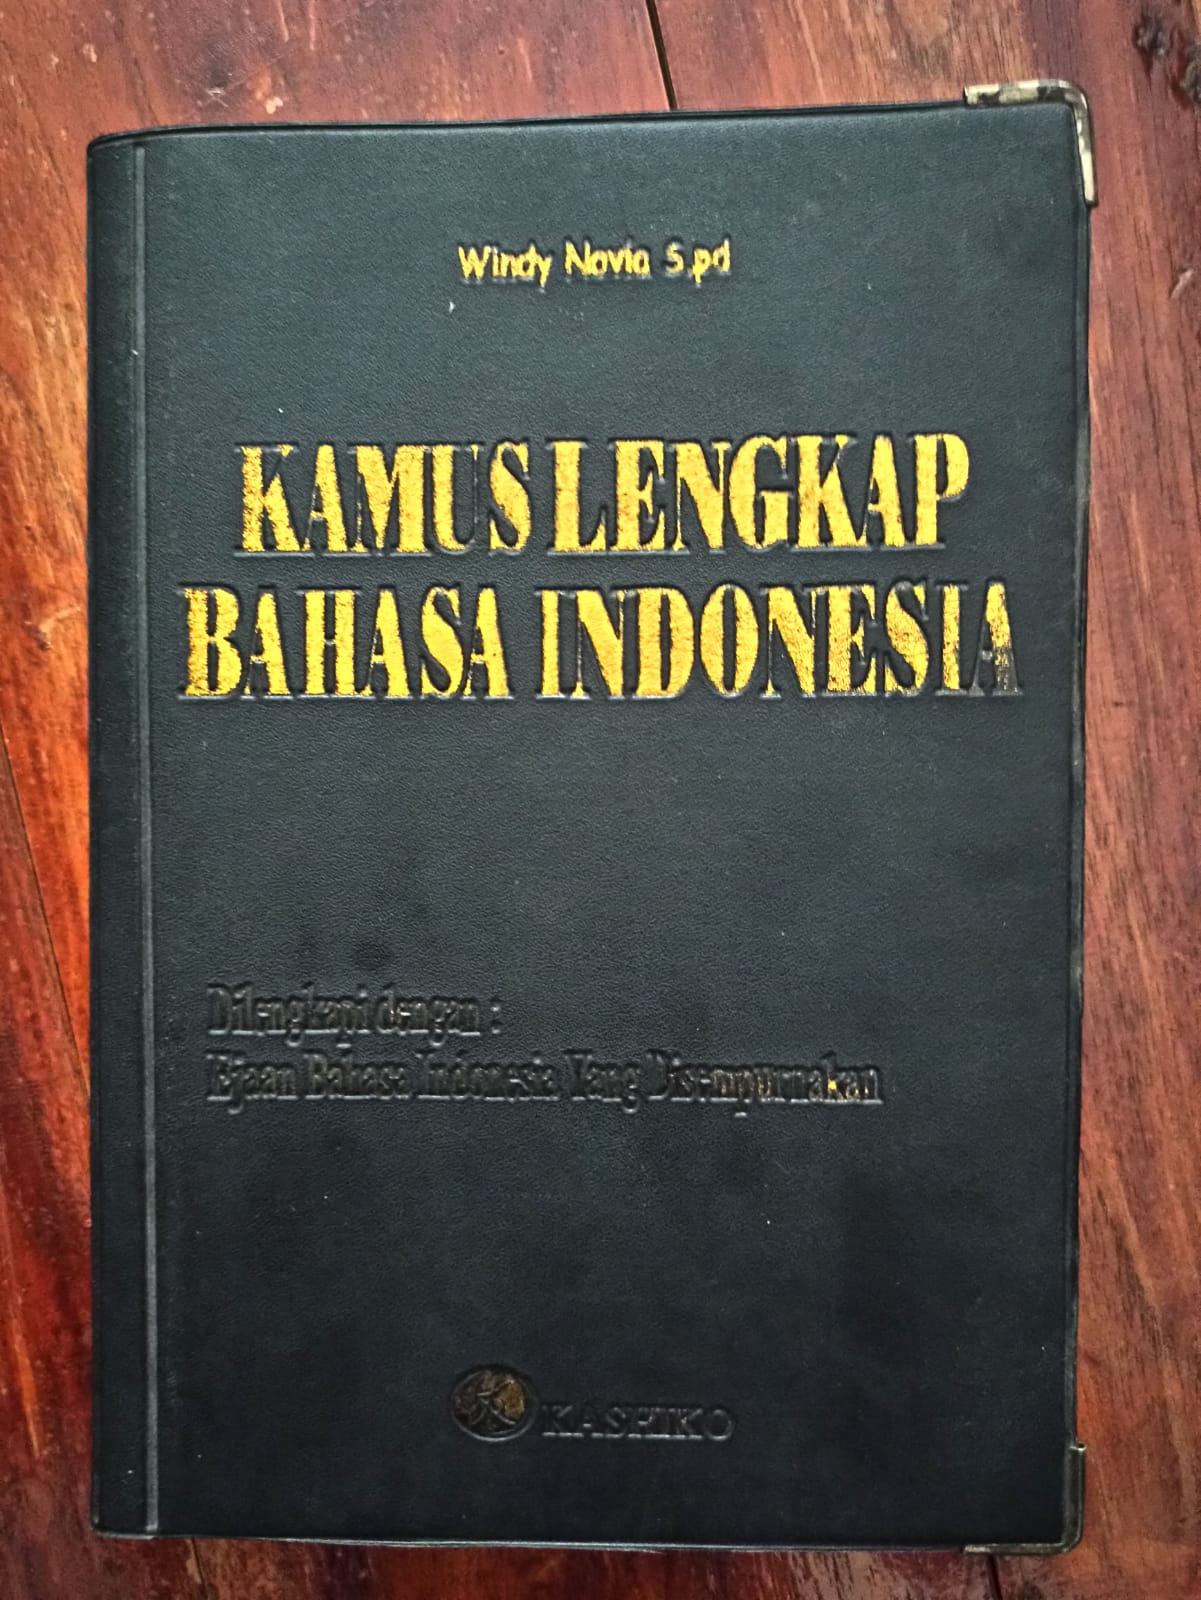 Windy Novia S.pd
KAMUS LENGKAP
BAHASA INDONESIA
Dilengkapi dengan :
Ejaan Bahasa Indonesia Yang Disempurnakan
KASHIKO